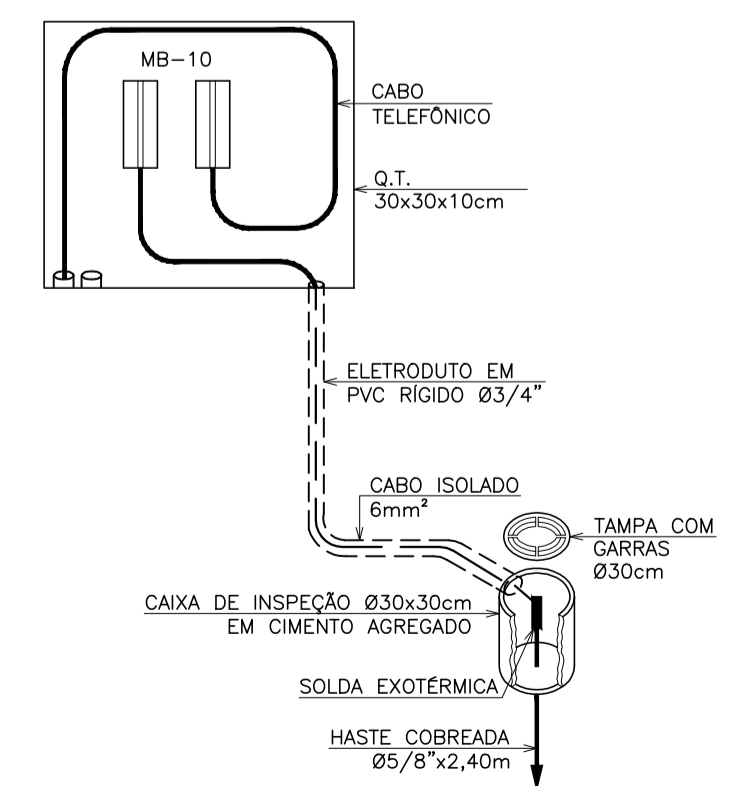 MB-10
CABO
TELEFÔNICO
Q.T.
30x30x10cm
ELETRODUTO EM
PVC RÍGIDO Ø3/4”
CABO ISOLADO
6mm²
TAMPA COM
GARRAS
Ø30cm
CAIXA DE INSPEÇÃO Ø30x30cm
EM CIMENTO AGREGADO
SOLDA EXOTÉRMICA
HASTE COBREADA
Ø5/8”x2,40m